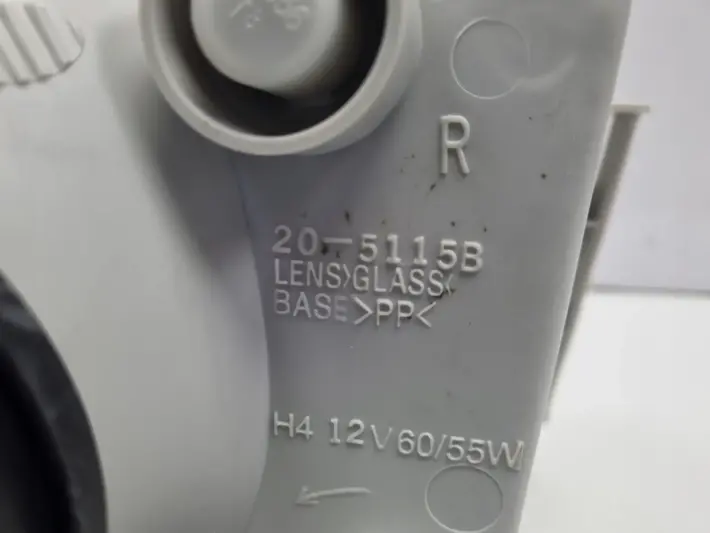 R
20-5115B
LENS>GLASS<
BASE>PP<
H4 12V60/55W